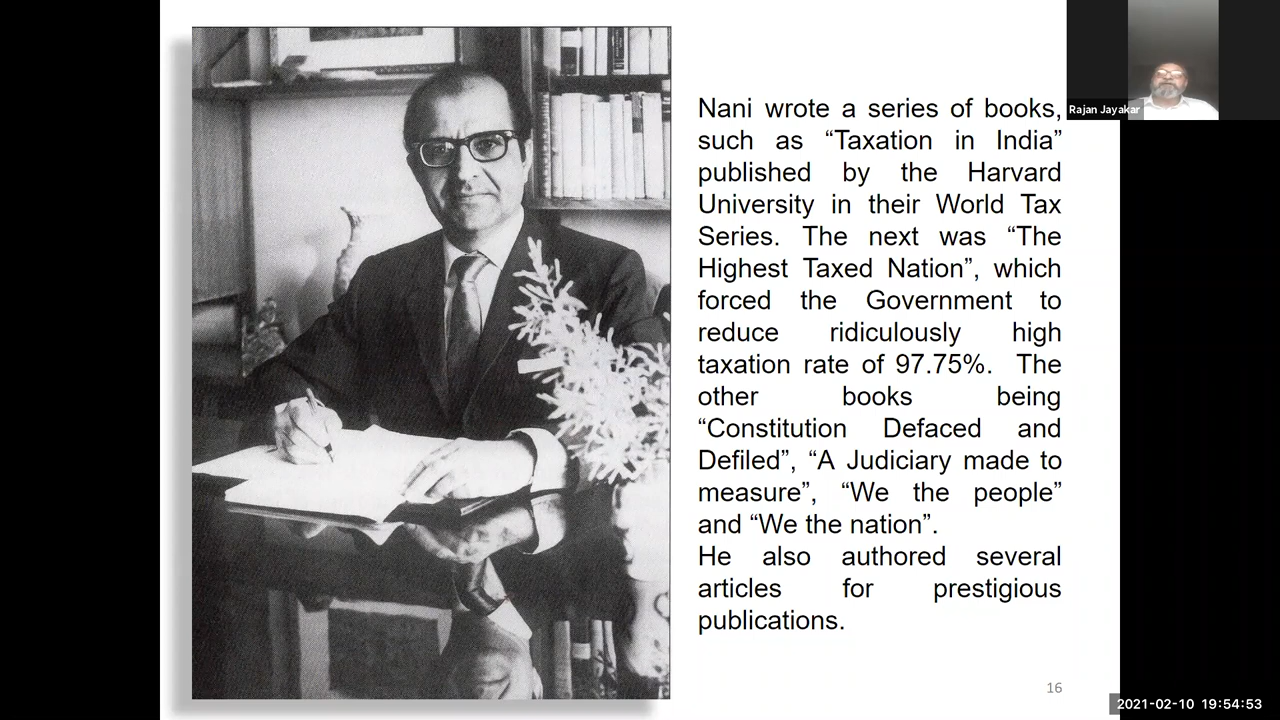 Nani wrote a series of books,
such as “Taxation in India”
published by the Harvard
University in their World Tax
Series. The next was “The
Highest Taxed Nation”, which
forced the Government to
reduce ridiculously high
taxation rate of 97.75%. The
other books being
“Constitution Defaced and
Defiled”, “A Judiciary made to
measure”, “We the people”
and “We the nation”.
He also authored several
articles for prestigious
publications.
16
Rajan Jayakar
2021-02-10 19:54:53